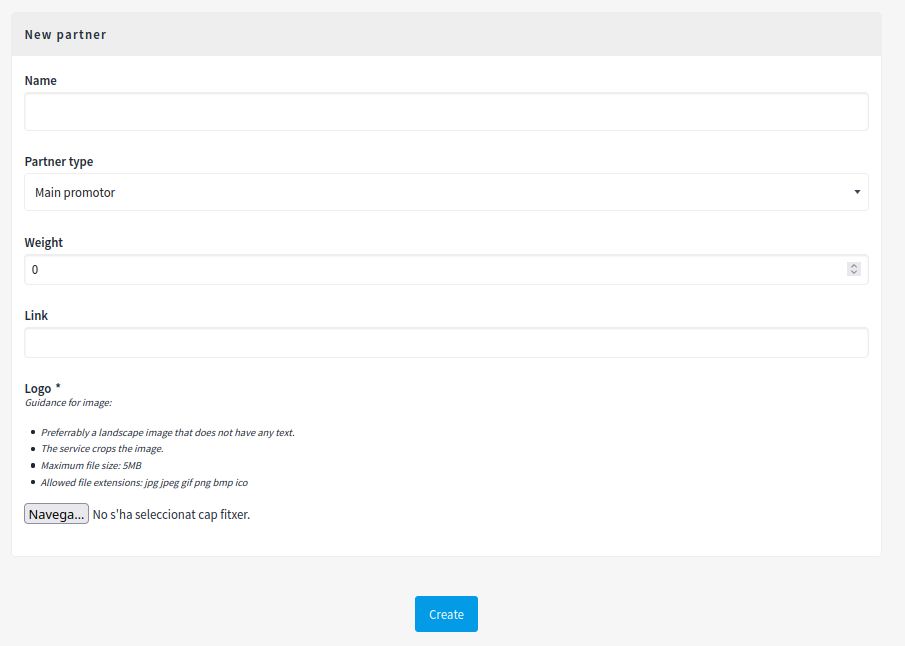 New partner
Name
Partner type
Main promotor
Weight
0
Link
Logo *
Guidance for image:
Preferrably a landscape image that does not have any text.
The service crops the image.
Maximum file size: 5MB
Allowed file extensions: jpg jpeg gif png bmp ico
Navega... No s'ha seleccionat cap fitxer.
Create